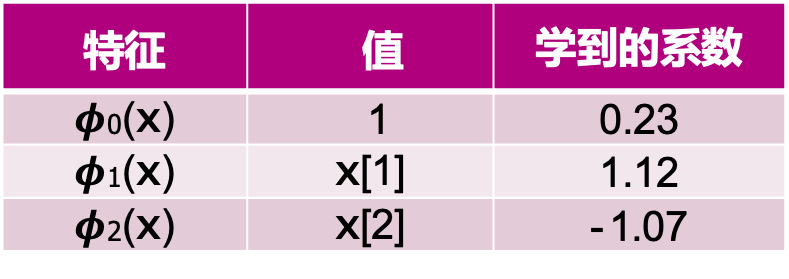 特征 值 学到的系数
ϕ0(x) 1 0.23
ϕ1(x) x[1] 1.12
ϕ2(x) x[2] -1.07